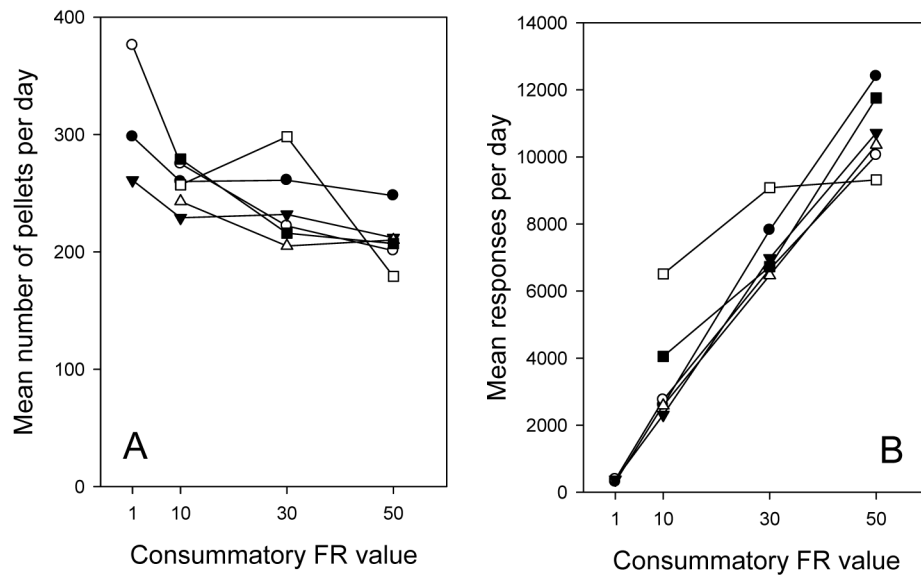 Mean number of pellets per day
400
300
200
100
0
A
1 10 30 50
Consummatory FR value
Mean responses per day
14000
12000
10000
8000
6000
4000
2000
0
B
1 10 30 50
Consummatory FR value